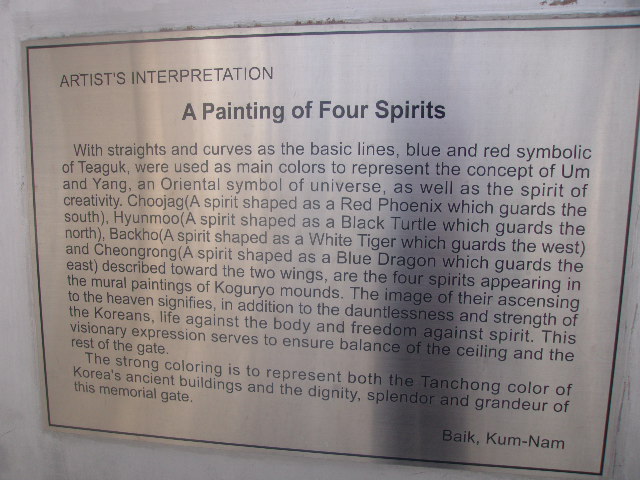 ARTIST'S INTERPRETATION
A Painting of Four Spirits
With straights and curves as the basic lines, blue and red symbolic
of Teaguk, were used as main colors to represent the concept of Um
and Yang, an Oriental symbol of universe, as well as the spirit of
creativity. Choojag(A spirit shaped as a Red Phoenix which guards the
south), Hyunmoo(A spirit shaped as a Black Turtle which guards the
north), Backho(A spirit shaped as a White Tiger which guards the west)
and Cheongrong(A spirit shaped as a Blue Dragon which guards the
east) described toward the two wings, are the four spirits appearing in
the mural paintings of Koguryo mounds. The image of their ascensing
to the heaven signifies, in addition to the dauntlessness and strength of
the Koreans, life against the body and freedom against spirit. This
visionary expression serves to ensure balance of the ceiling and the
rest of the gate.
The strong coloring is to represent both the Tanchong color of
Korea's ancient buildings and the dignity, splendor and grandeur of
this memorial gate.
Baik, Kum-Nam